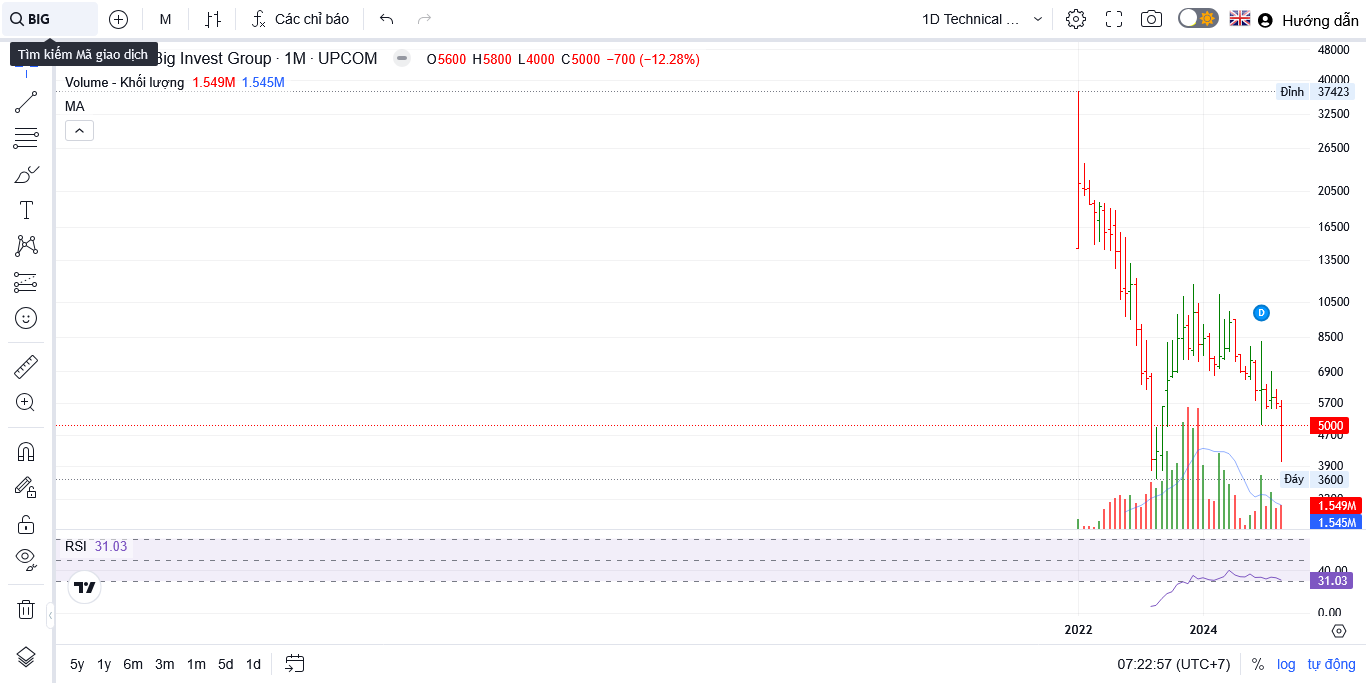 BIG
M
Các chỉ báo
1D Technical ...
Hướng dẫn
Tìm kiếm Mã giao dịch
Big Invest Group · 1M · UPCOM
O5600 H5800 L4000 C5000 −700 (−12.28%)
Volume - Khối lượng 1.549M 1.545M
MA
48000
40000
Đỉnh 37423
32500
26500
20500
16500
13500
10500
D
8500
6900
5700
5000
4700
3900
Đáy 3600
1.549M
1.545M
RSI 31.03
40.00
31.03
0.00
2022 2024
5y 1y 6m 3m 1m 5d 1d
07:22:57 (UTC+7) % log tự động